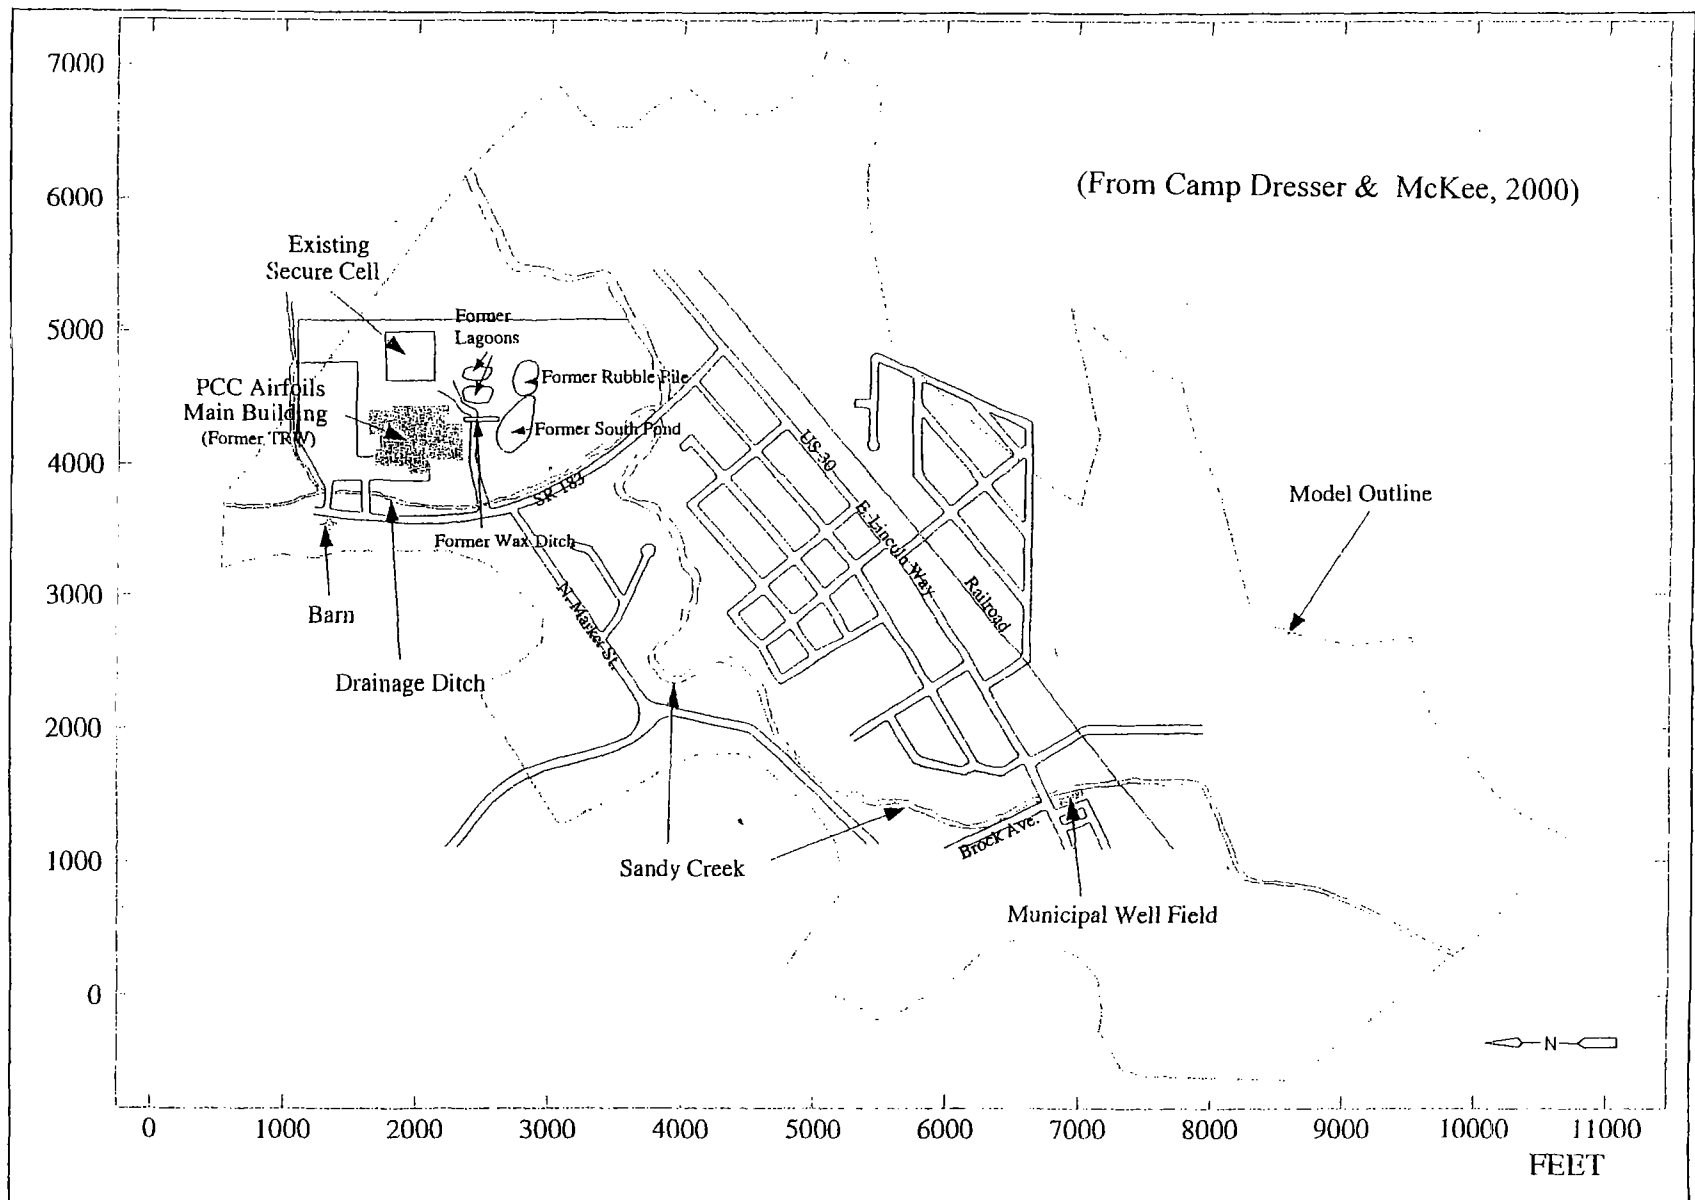 7000
6000
5000
4000
3000
2000
1000
0
(From Camp Dresser & McKee, 2000)
Existing
Secure Cell
Former
Lagoons
PCC Airfoils
Main Building
(Former TRW)
Former Rubble Pile
Former South Pond
SR 183
US 30
E. Lincoln Way
Railroad
Model Outline
Former Wax Ditch
N. Market St.
Barn
Drainage Ditch
Sandy Creek
Brock Ave.
Municipal Well Field
N
0 1000 2000 3000 4000 5000 6000 7000 8000 9000 10000 11000
FEET